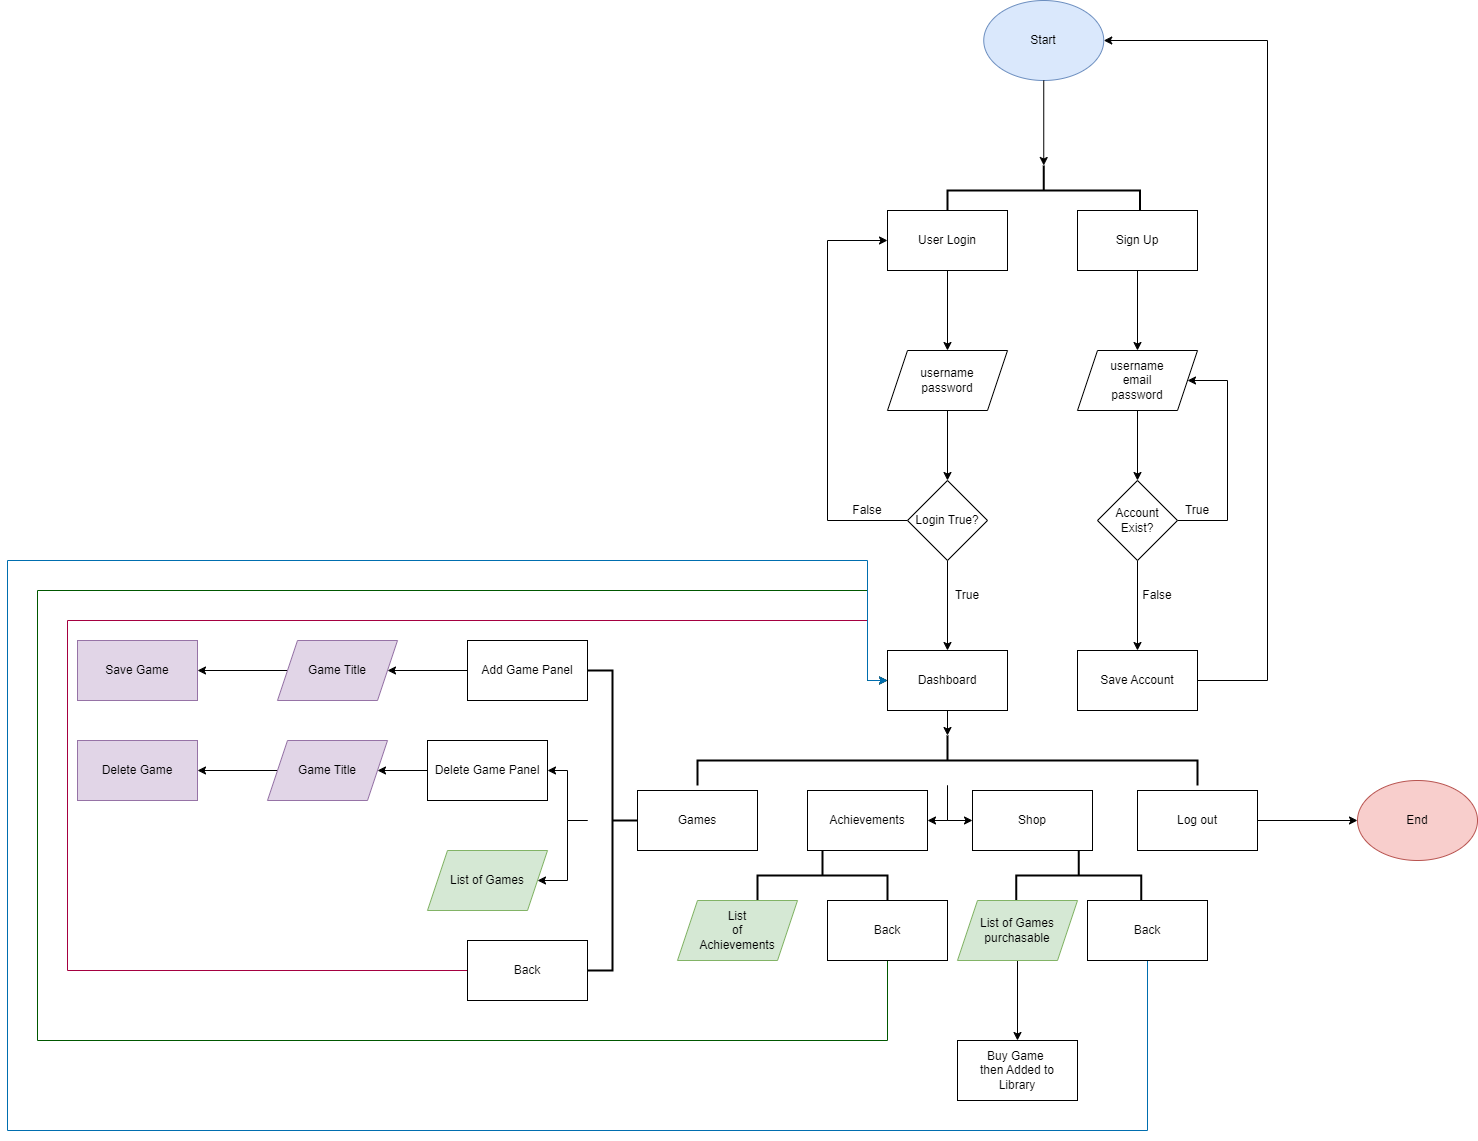 Start
User Login
Sign Up
username
password
username
email
password
False
Login True?
Account
Exist?
True
True
False
Save Game
Game Title
Add Game Panel
Dashboard
Save Account
Delete Game
Game Title
Delete Game Panel
Games
Achievements
Shop
Log out
End
List of Games
List
of
Achievements
Back
List of Games
purchasable
Back
Back
Buy Game
then Added to
Library